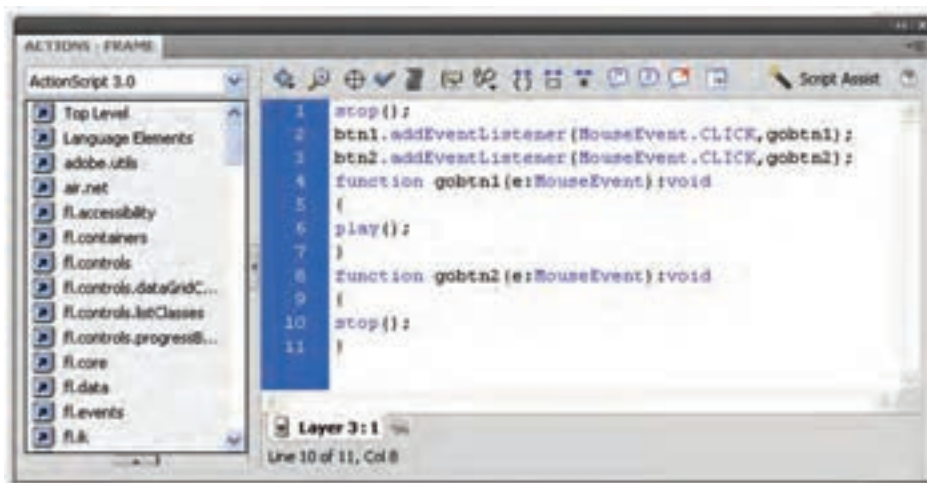 ACTIONS - FRAME
ActionScript 3.0
Script Assist
Top Level
Language Elements
adobe.utils
air.net
fl.accessibility
fl.containers
fl.controls
fl.controls.dataGridC...
fl.controls.listClasses
fl.controls.progressB...
fl.core
fl.data
fl.events
fl.ik
1 stop();
2 btn1.addEventListener(MouseEvent.CLICK,gobtn1);
3 btn2.addEventListener(MouseEvent.CLICK,gobtn2);
4 function gobtn1(e:MouseEvent):void
5 {
6 play();
7 }
8 function gobtn2(e:MouseEvent):void
9 {
10 stop();
11 }
Layer 3:1
Line 10 of 11, Col 8